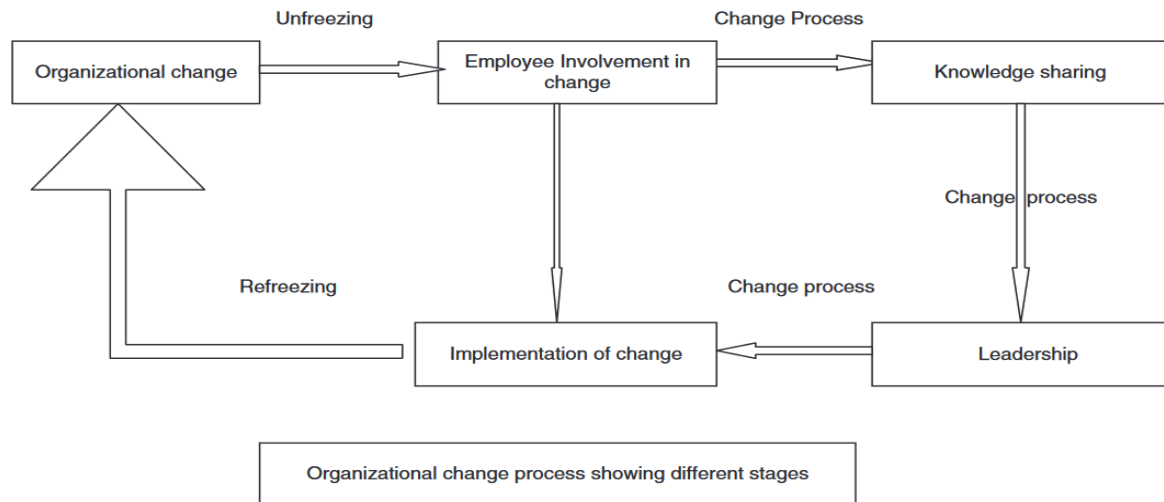 Unfreezing
Change Process
Organizational change
Employee Involvement in
change
Knowledge sharing
Change process
Refreezing
Change process
Implementation of change
Leadership
Organizational change process showing different stages